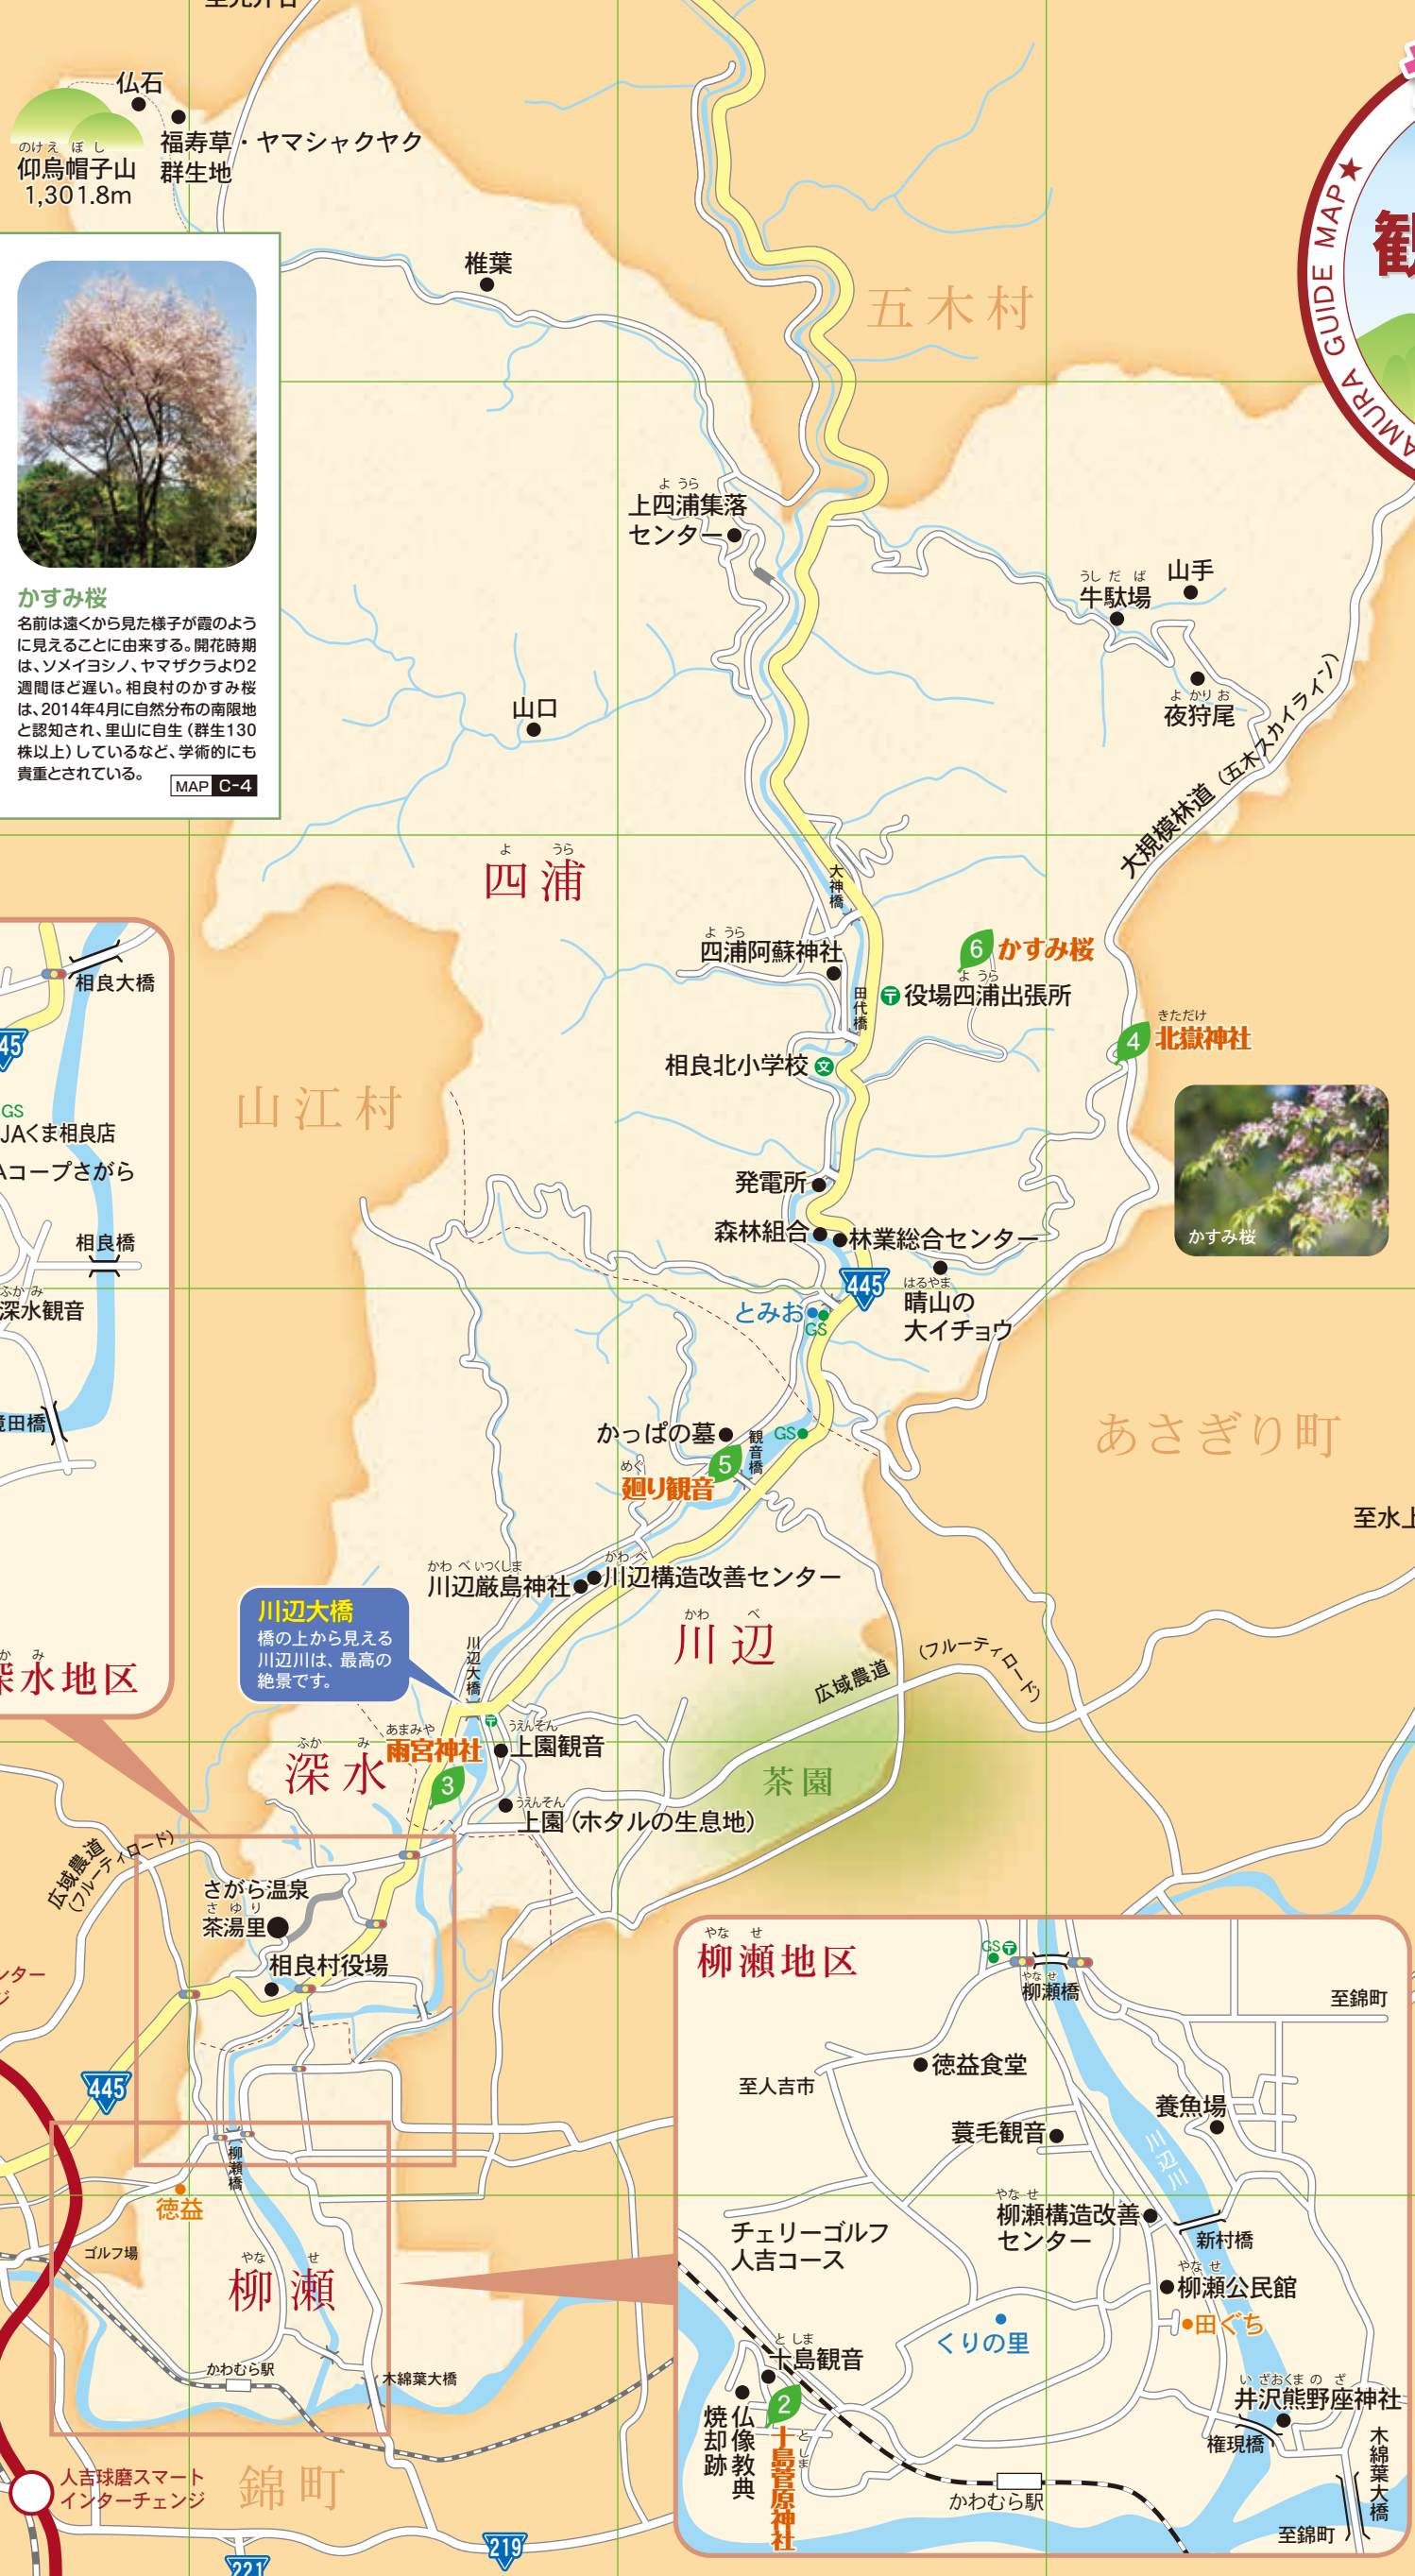 仏石
福寿草・ヤマシャクヤク
群生地
のけ え ぼ し
仰烏帽子山
1,301.8m
椎葉
五木村
GUIDE MAP★
かすみ桜
名前は遠くから見た様子が霞のよう
に見えることに由来する。開花時期
は、ソメイヨシノ、ヤマザクラより2
週間ほど遅い。相良村のかすみ桜
は、2014年4月に自然分布の南限地
と認知され、里山に自生（群生130
株以上）しているなど、学術的にも
貴重とされている。
MAP C-4
よ うら
上四浦集落
センター
うし だ ば
牛駄場
山手
よ かり お
夜狩尾
山口
大規模林道（五木スカイライン）
よ うら
四浦
大神橋
よ うら
四浦阿蘇神社
6 かすみ桜
よ うら
〒役場四浦出張所
田代橋
きただけ
4 北嶽神社
相良北小学校 文
かすみ桜
山江村
発電所
森林組合
林業総合センター
445
はるやま
晴山の
大イチョウ
とみお
GS
かっぱの墓
観音橋
GS
めぐ
廻り観音
5
あさぎり町
至水上
かわ べ いつくしま
川辺厳島神社
かわ べ
川辺構造改善センター
かわ べ
川辺
川辺大橋
橋の上から見える
川辺川は、最高の
絶景です。
川辺大橋
広域農道（フルーティロード）
茶園
〒
うえんそん
上園観音
あまみや
雨宮神社
3
ふか み
深水
うえんそん
上園（ホタルの生息地）
相良大橋
45
GS
JAくま相良店
Aコープさがら
相良橋
ふか み
深水観音
田橋
か み
水地区
広域農道
（フルーティロード）
さがら温泉
さ ゆ り
茶湯里
相良村役場
445
柳瀬橋
徳益
ゴルフ場
やな せ
柳瀬
かわむら駅
木綿葉大橋
人吉球磨スマート
インターチェンジ
錦町
221
219
やな せ
柳瀬地区
GS〒
やな せ
柳瀬橋
至錦町
徳益食堂
至人吉市
養魚場
蓑毛観音
川辺川
やな せ
柳瀬構造改善
センター
新村橋
チェリーゴルフ
人吉コース
やな せ
柳瀬公民館
田ぐち
くりの里
と しま
十島観音
2
と しま
十島菅原神社
仏像教典
焼却跡
い ざおくま の ざ
井沢熊野座神社
権現橋
木綿葉大橋
かわむら駅
至錦町